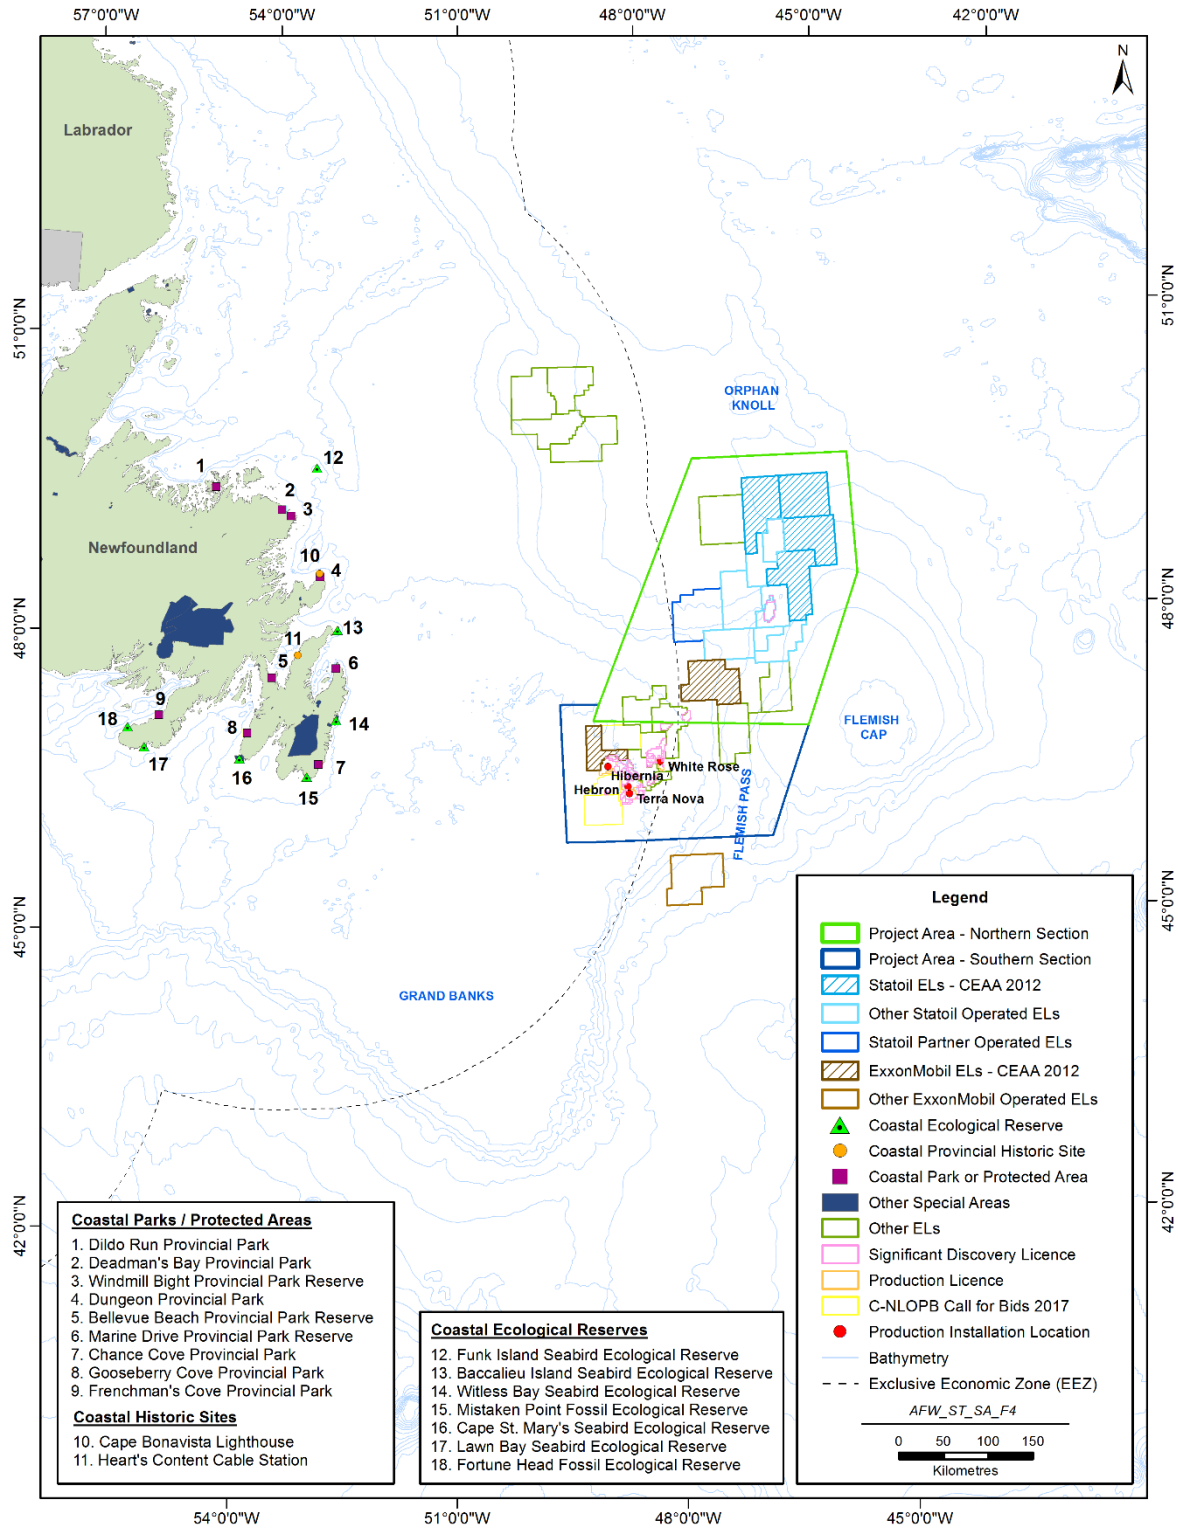 57°0'0"W
54°0'0"W
51°0'0"W
48°0'0"W
45°0'0"W
42°0'0"W
N
Labrador
51°0'0"N
51°0'0"N
ORPHAN
KNOLL
12
1
2
3
Newfoundland
10
4
48°0'0"N
48°0'0"N
13
11
5
6
9
18
8
14
FLEMISH
CAP
17
16
7
15
White Rose
Hibernia
Hebron
Terra Nova
FLEMISH PASS
45°0'0"N
45°0'0"N
GRAND BANKS
Legend
Project Area - Northern Section
Project Area - Southern Section
Statoil ELs - CEAA 2012
Other Statoil Operated ELs
Statoil Partner Operated ELs
ExxonMobil ELs - CEAA 2012
Other ExxonMobil Operated ELs
Coastal Ecological Reserve
Coastal Provincial Historic Site
Coastal Park or Protected Area
Other Special Areas
Other ELs
Significant Discovery Licence
Production Licence
C-NLOPB Call for Bids 2017
Production Installation Location
Bathymetry
Exclusive Economic Zone (EEZ)
AFW_ST_SA_F4
0 50 100 150
Kilometres
42°0'0"N
42°0'0"N
Coastal Parks / Protected Areas
1. Dildo Run Provincial Park
2. Deadman's Bay Provincial Park
3. Windmill Bight Provincial Park Reserve
4. Dungeon Provincial Park
5. Bellevue Beach Provincial Park Reserve
6. Marine Drive Provincial Park Reserve
7. Chance Cove Provincial Park
8. Gooseberry Cove Provincial Park
9. Frenchman's Cove Provincial Park
Coastal Historic Sites
10. Cape Bonavista Lighthouse
11. Heart's Content Cable Station
Coastal Ecological Reserves
12. Funk Island Seabird Ecological Reserve
13. Baccalieu Island Seabird Ecological Reserve
14. Witless Bay Seabird Ecological Reserve
15. Mistaken Point Fossil Ecological Reserve
16. Cape St. Mary's Seabird Ecological Reserve
17. Lawn Bay Seabird Ecological Reserve
18. Fortune Head Fossil Ecological Reserve
54°0'0"W
51°0'0"W
48°0'0"W
45°0'0"W